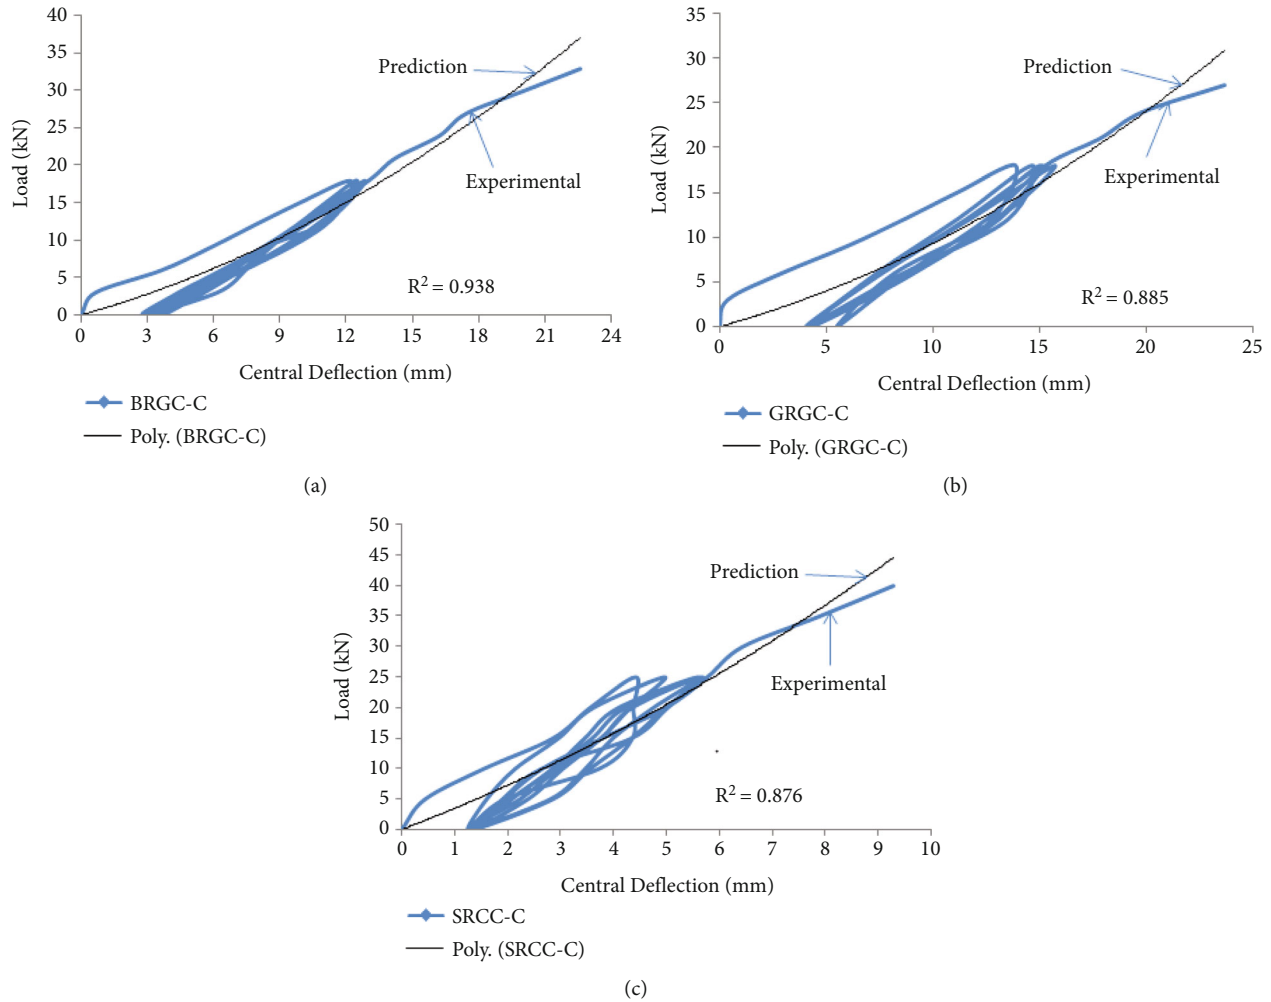 40
35
30
25
20
15
10
5
0
Load (kN)
Prediction
Experimental
R² = 0.938
0 3 6 9 12 15 18 21 24
Central Deflection (mm)
BRGC-C
Poly. (BRGC-C)
(a)
35
30
25
20
15
10
5
0
Load (kN)
Prediction
Experimental
R² = 0.885
0 5 10 15 20 25
Central Deflection (mm)
GRGC-C
Poly. (GRGC-C)
(b)
50
45
40
35
30
25
20
15
10
5
0
Load (kN)
Prediction
Experimental
R² = 0.876
0 1 2 3 4 5 6 7 8 9 10
Central Deflection (mm)
SRCC-C
Poly. (SRCC-C)
(c)